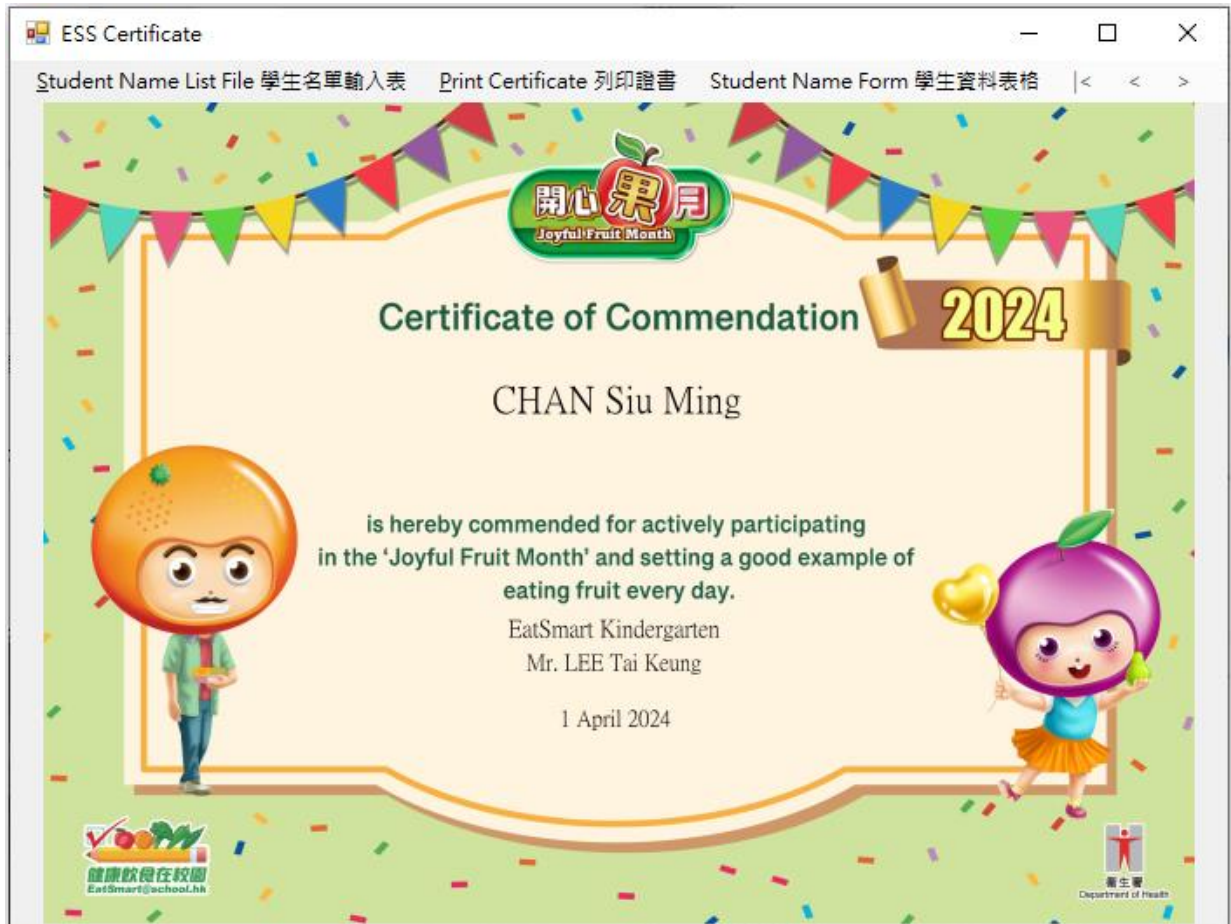 ESS Certificate
Student Name List File 學生名單輸入表 Print Certificate 列印證書 Student Name Form 學生資料表格 |< < >
開心果月
Joyful Fruit Month
2024
Certificate of Commendation
CHAN Siu Ming
is hereby commended for actively participating
in the ‘Joyful Fruit Month’ and setting a good example of
eating fruit every day.
EatSmart Kindergarten
Mr. LEE Tai Keung
1 April 2024
健康飲食在校園
EatSmart@school.hk
衞生署
Department of Health